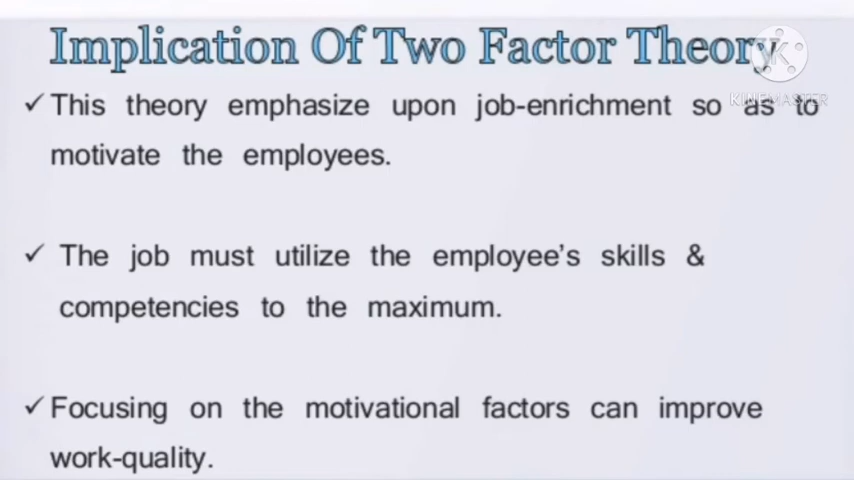 Implication Of Two Factor Theory
KINEMASTER
✓This theory emphasize upon job-enrichment so as to
motivate the employees.
✓ The job must utilize the employee's skills &
competencies to the maximum.
✓Focusing on the motivational factors can improve
work-quality.